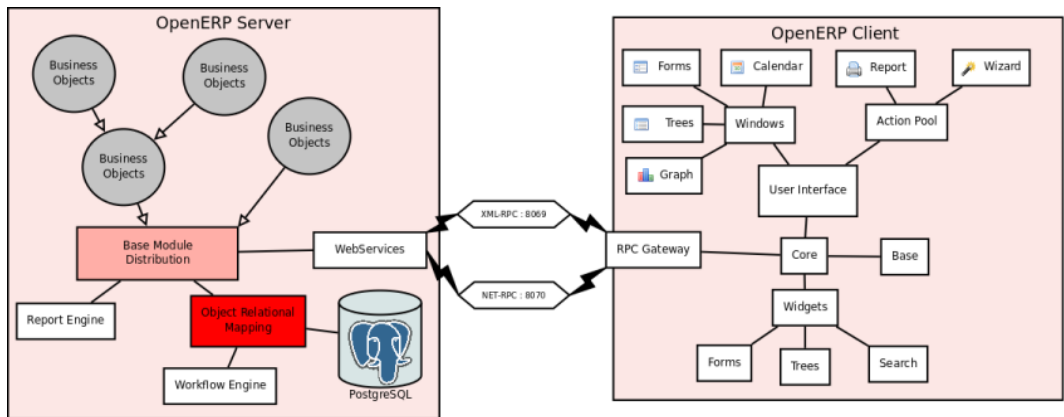 OpenERP Server
Business
Objects
Business
Objects
Business
Objects
Business
Objects
Base Module
Distribution
WebServices
Report Engine
Object Relational
Mapping
Workflow Engine
PostgreSQL
XML-RPC : 8069
NET-RPC : 8070
OpenERP Client
Forms
Calendar
Report
Wizard
Trees
Windows
Action Pool
Graph
User Interface
RPC Gateway
Core
Base
Widgets
Forms
Trees
Search